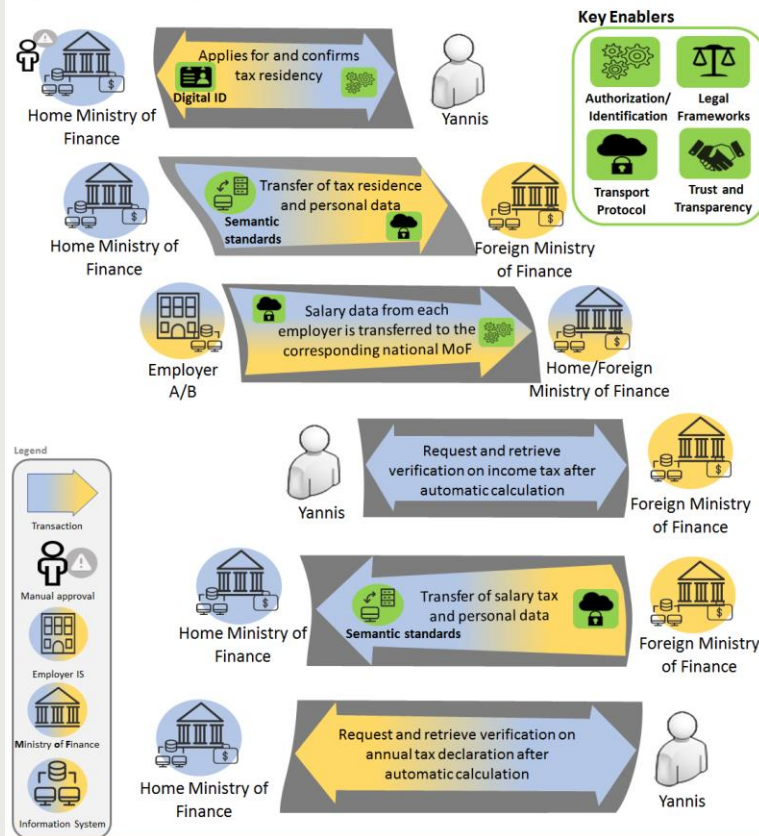 Key Enablers
Authorization/
Identification
Legal
Frameworks
Transport
Protocol
Trust and
Transparency
Applies for and confirms
tax residency
Digital ID
$
Home Ministry of
Finance
Yannis
Transfer of tax residence
and personal data
Semantic
standards
$
Home Ministry of
Finance
$
Foreign Ministry
of Finance
Salary data from each
employer is transferred to the
corresponding national MoF
Employer
A/B
$
Home/Foreign
Ministry of Finance
Request and retrieve
verification on income tax after
automatic calculation
Yannis
$
Foreign Ministry
of Finance
Transfer of salary tax
and personal data
Semantic standards
$
Home Ministry of
Finance
$
Foreign Ministry
of Finance
Request and retrieve verification on
annual tax declaration after
automatic calculation
$
Home Ministry of
Finance
Yannis
Legend
Transaction
Manual approval
Employer IS
Ministry of Finance
Information System